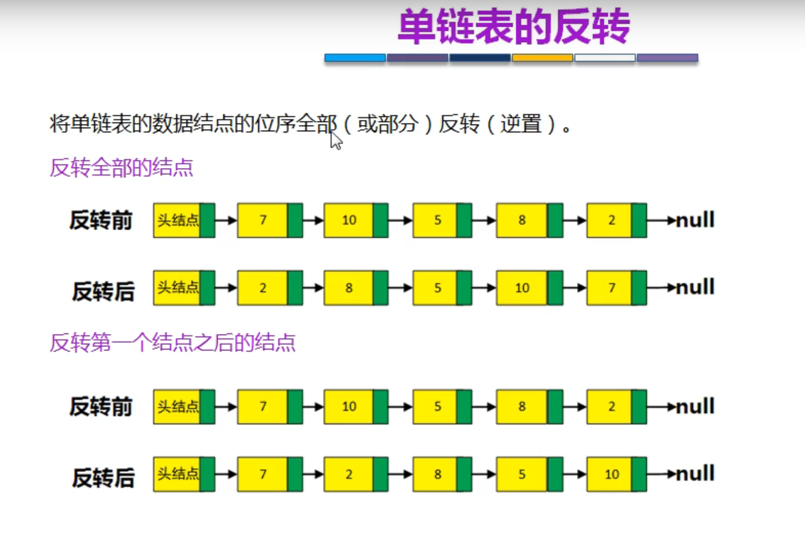 单链表的反转
将单链表的数据结点的位序全部（或部分）反转（逆置）。
反转全部的结点
反转前 头结点 7 10 5 8 2 null
反转后 头结点 2 8 5 10 7 null
反转第一个结点之后的结点
反转前 头结点 7 10 5 8 2 null
反转后 头结点 7 2 8 5 10 null